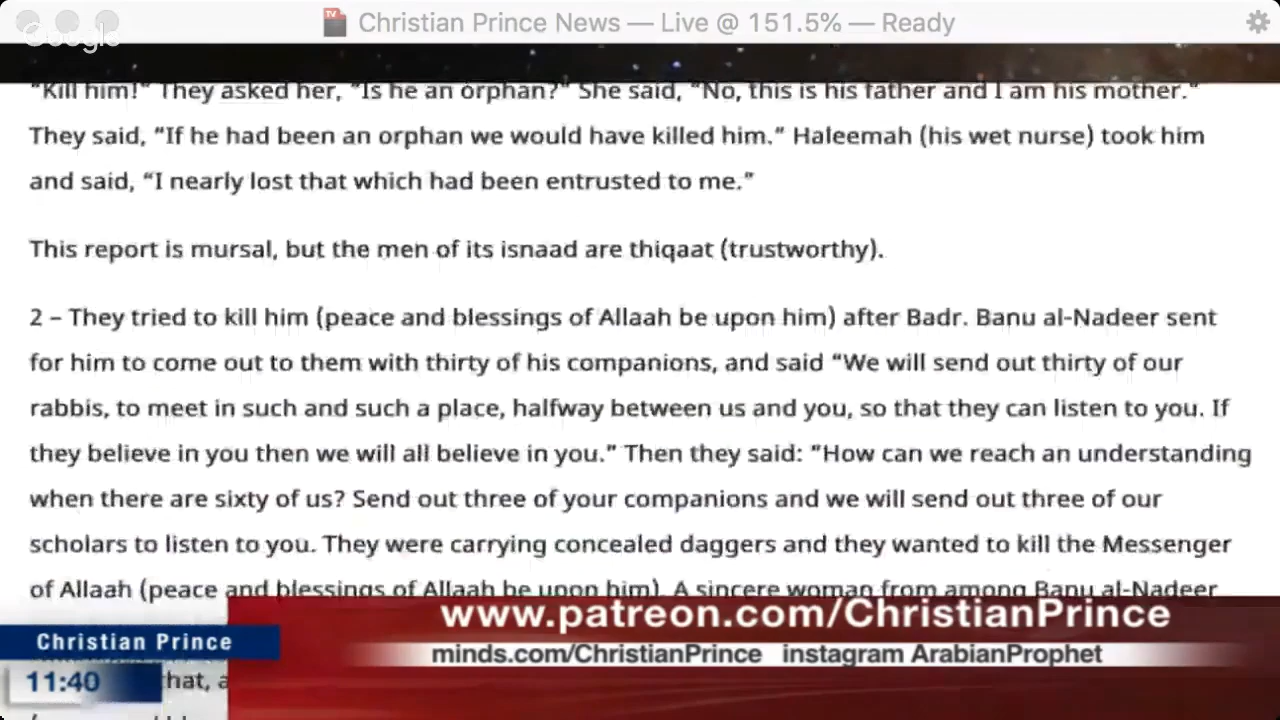 Christian Prince News — Live @ 151.5% — Ready
Google
"Kill him!" They asked her, "Is he an orphan?" She said, "No, this is his father and I am his mother."
They said, “If he had been an orphan we would have killed him.” Haleemah (his wet nurse) took him
and said, “I nearly lost that which had been entrusted to me.”
This report is mursal, but the men of its isnaad are thiqaat (trustworthy).
2 – They tried to kill him (peace and blessings of Allaah be upon him) after Badr. Banu al-Nadeer sent
for him to come out to them with thirty of his companions, and said “We will send out thirty of our
rabbis, to meet in such and such a place, halfway between us and you, so that they can listen to you. If
they believe in you then we will all believe in you.” Then they said: “How can we reach an understanding
when there are sixty of us? Send out three of your companions and we will send out three of our
scholars to listen to you. They were carrying concealed daggers and they wanted to kill the Messenger
of Allaah (peace and blessings of Allaah be upon him). A sincere woman from among Banu al-Nadeer
www.patreon.com/ChristianPrince
Christian Prince
minds.com/ChristianPrince instagram ArabianProphet
11:40
that,